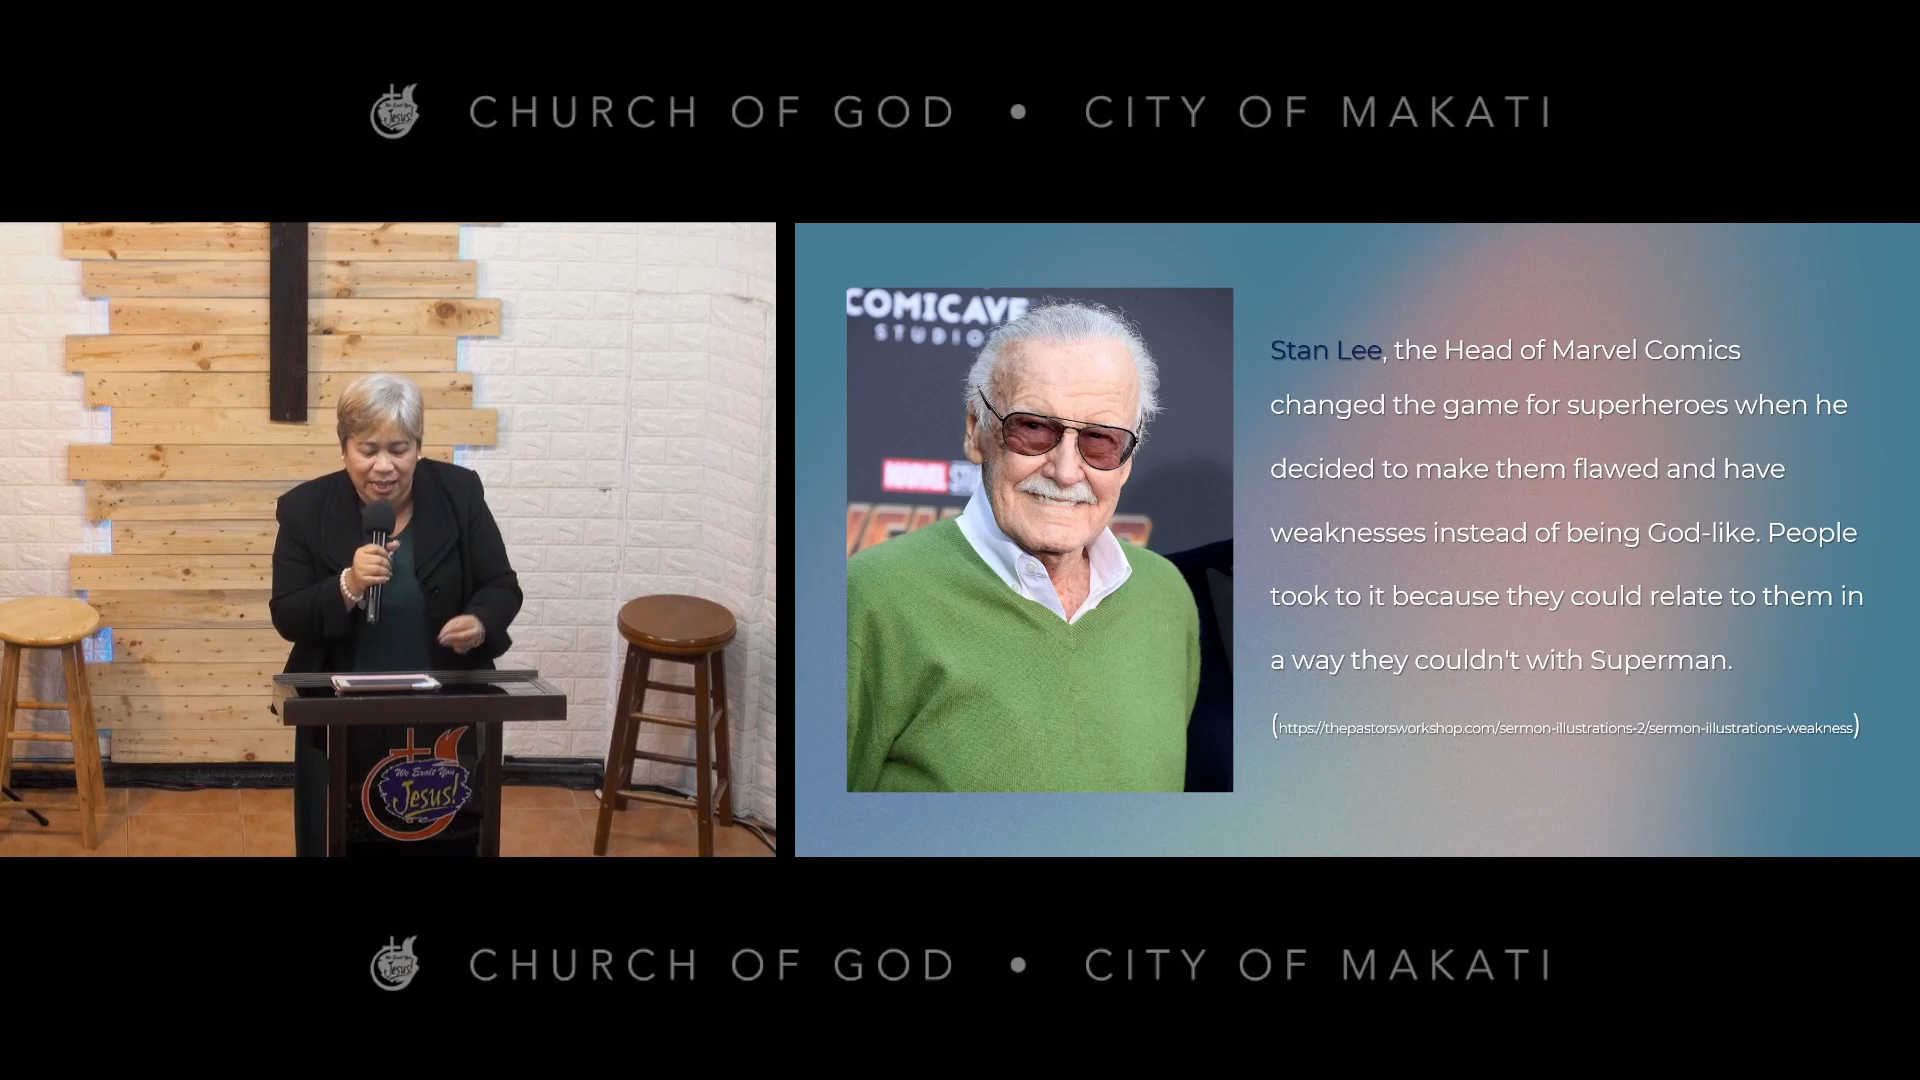 CHURCH OF GOD • CITY OF MAKATI
COMICAVE
STUDIO
MARVEL STU
Stan Lee, the Head of Marvel Comics
changed the game for superheroes when he
decided to make them flawed and have
weaknesses instead of being God-like. People
took to it because they could relate to them in
a way they couldn't with Superman.
(https://thepastorsworkshop.com/sermon-illustrations-2/sermon-illustrations-weakness)
We Exalt You
Jesus!
CHURCH OF GOD • CITY OF MAKATI